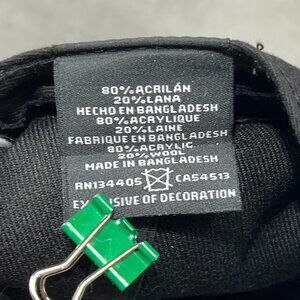 80% ACRILÁN
20% LANA
HECHO EN BANGLADESH
80% ACRYLIQUE
20% LAINE
FABRIQUE EN BANGLADESH
80% ACRYLIC
20% WOOL
MADE IN BANGLADESH
RN134405 CA54513
EXCLUSIVE OF DECORATION